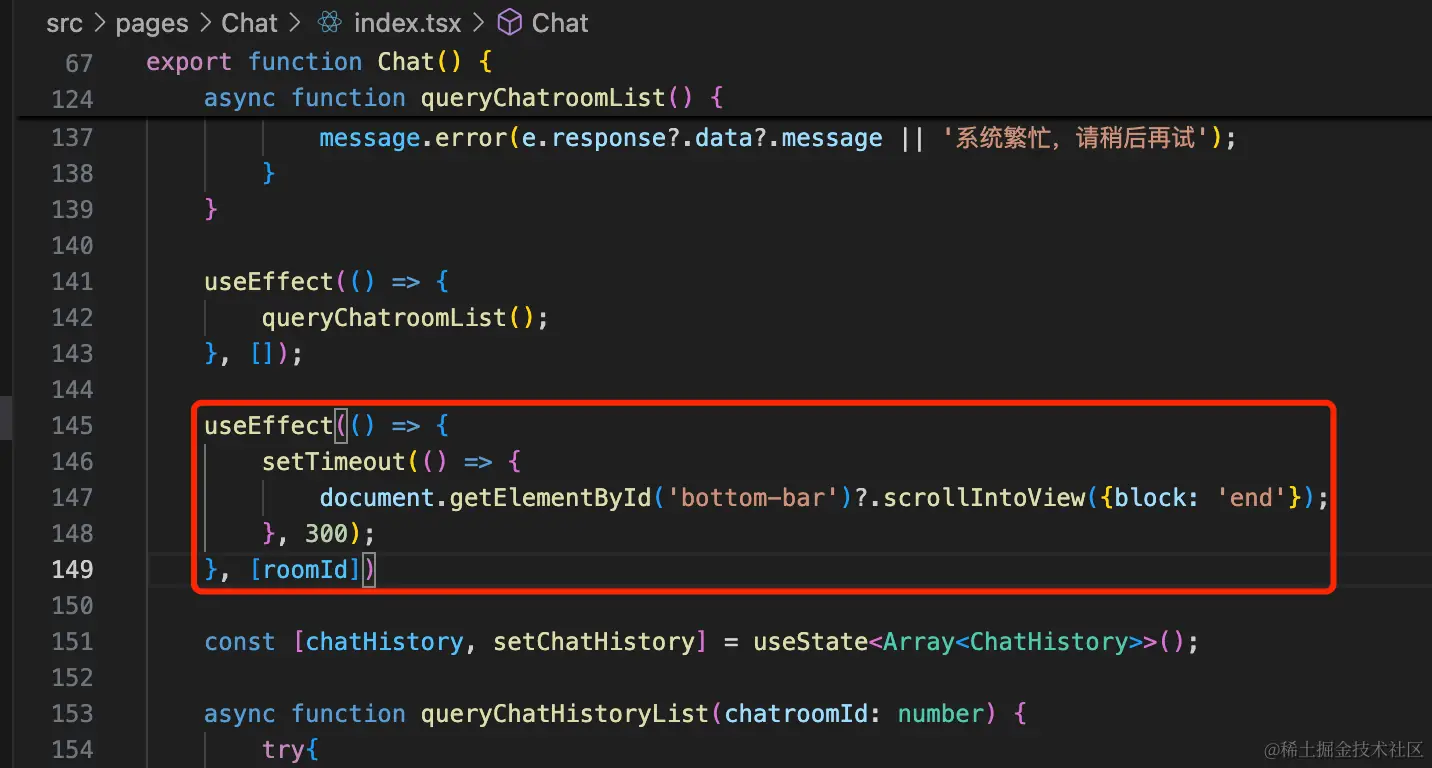 src > pages > Chat > index.tsx > Chat
67 export function Chat() {
124 async function queryChatroomList() {
137 message.error(e.response?.data?.message || '系统繁忙，请稍后再试');
138 }
139 }
140
141 useEffect(() => {
142 queryChatroomList();
143 }, []);
144
145 useEffect(() => {
146 setTimeout(() => {
147 document.getElementById('bottom-bar')?.scrollIntoView({block: 'end'});
148 }, 300);
149 }, [roomId])
150
151 const [chatHistory, setChatHistory] = useState<Array<ChatHistory>>();
152
153 async function queryChatHistoryList(chatroomId: number) {
154 try{
@稀土掘金技术社区